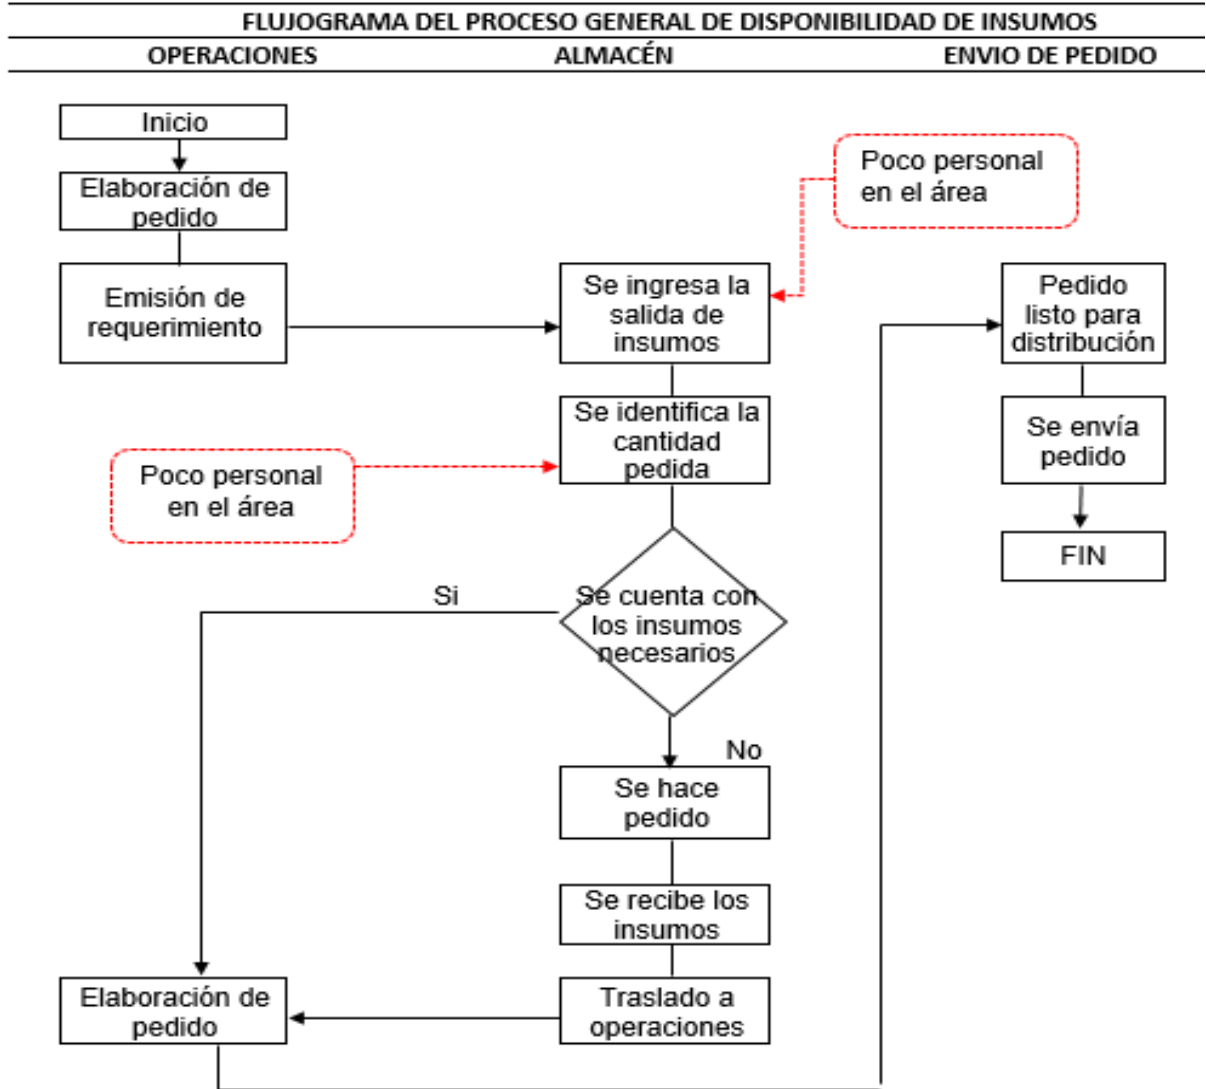 FLUJOGRAMA DEL PROCESO GENERAL DE DISPONIBILIDAD DE INSUMOS
OPERACIONES
ALMACÉN
ENVIO DE PEDIDO
Inicio
Elaboración de
pedido
Emisión de
requerimiento
Poco personal
en el área
Se ingresa la
salida de
insumos
Se identifica la
cantidad
pedida
Poco personal
en el área
Se cuenta con
los insumos
necesarios
Si
No
Se hace
pedido
Se recibe los
insumos
Traslado a
operaciones
Elaboración de
pedido
Pedido
listo para
distribución
Se envía
pedido
FIN